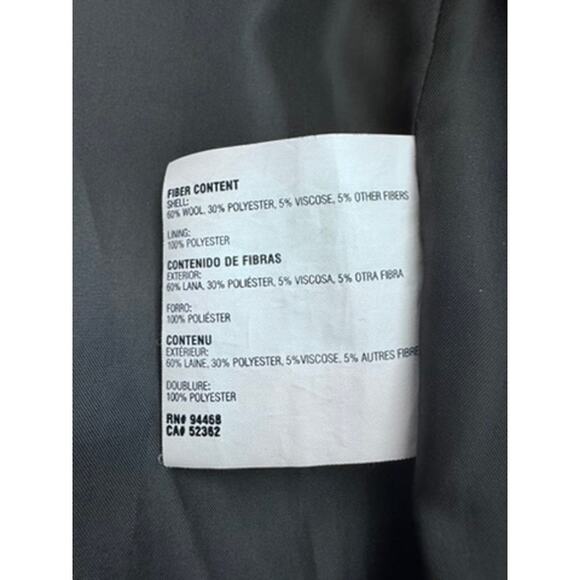 FIBER CONTENT
SHELL:
60% WOOL, 30% POLYESTER, 5% VISCOSE, 5% OTHER FIBERS
LINING:
100% POLYESTER
CONTENIDO DE FIBRAS
EXTERIOR:
60% LANA, 30% POLIÉSTER, 5% VISCOSA, 5% OTRA FIBRA
FORRO:
100% POLIÉSTER
CONTENU
EXTÉRIEUR:
60% LAINE, 30% POLYESTER, 5%VISCOSE, 5% AUTRES FIBRE
DOUBLURE:
100% POLYESTER
RN# 94468
CA# 52362